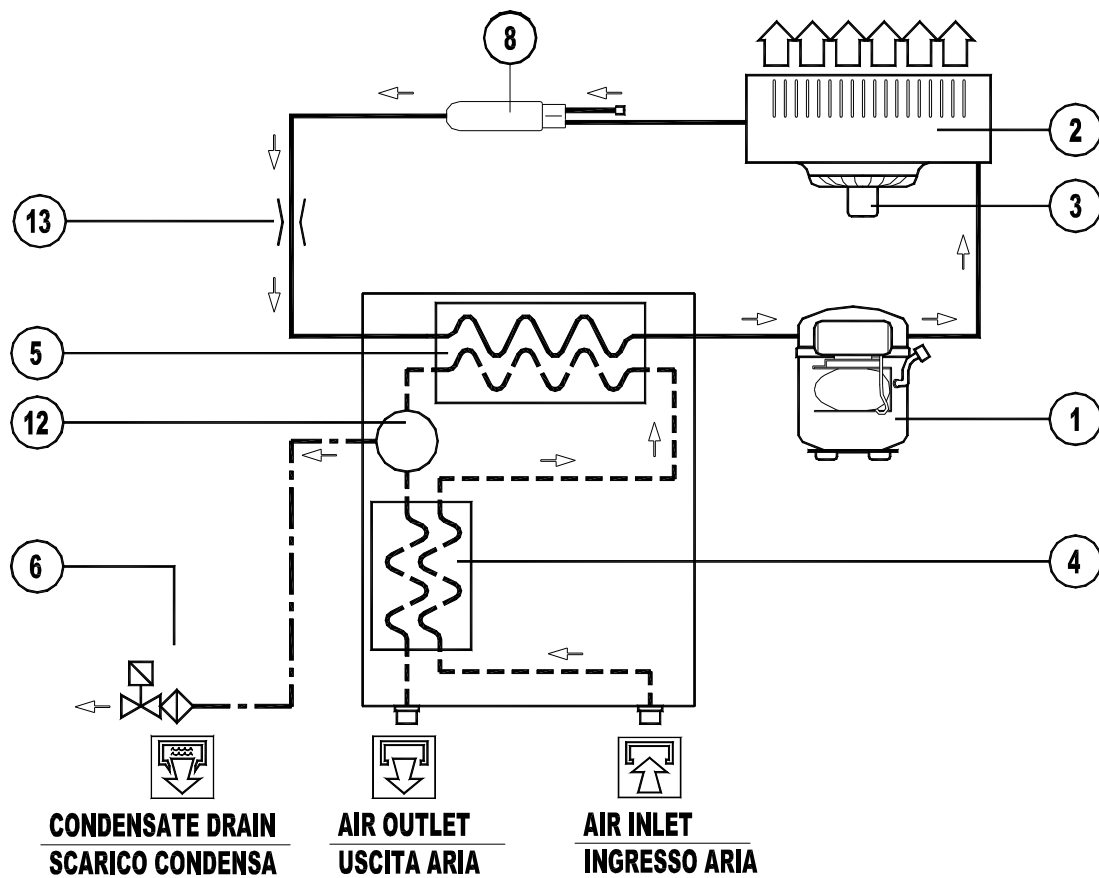 8
2
3
13
5
12
1
6
4
CONDENSATE DRAIN
SCARICO CONDENSA
AIR OUTLET
USCITA ARIA
AIR INLET
INGRESSO ARIA